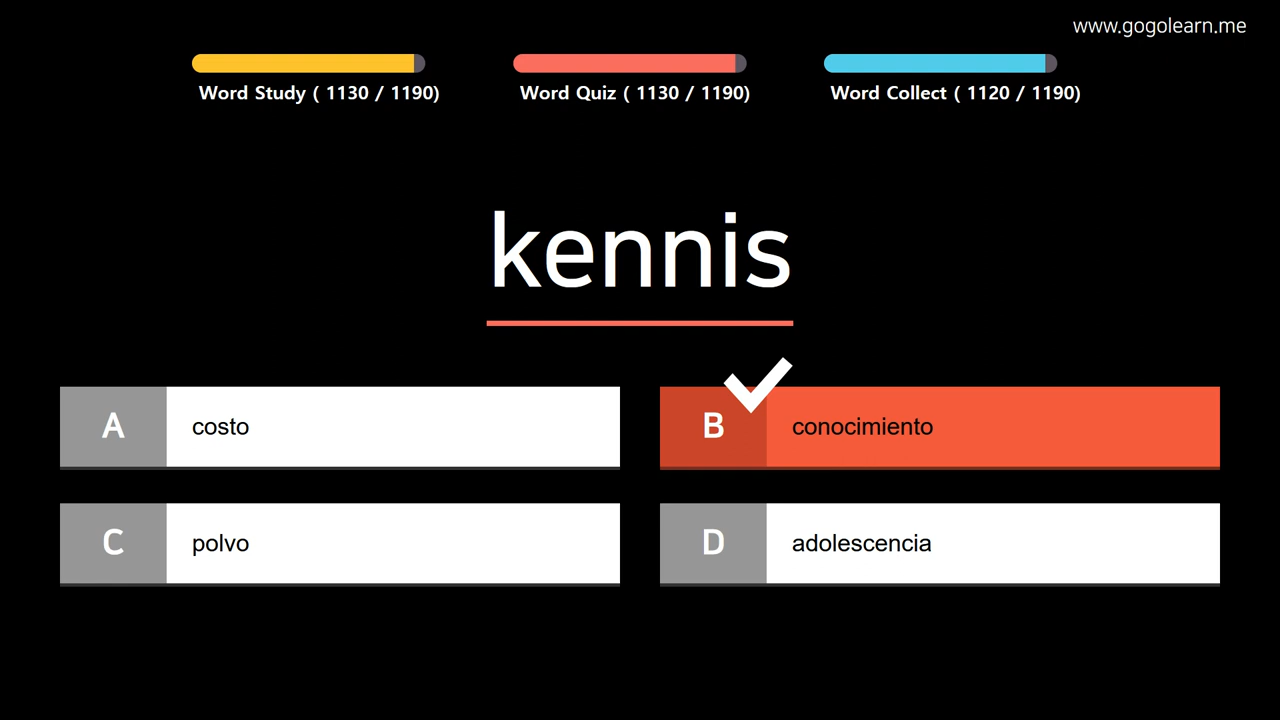 www.gogolearn.me
Word Study ( 1130 / 1190)
Word Quiz ( 1130 / 1190)
Word Collect ( 1120 / 1190)
kennis
A costo
B conocimiento
C polvo
D adolescencia